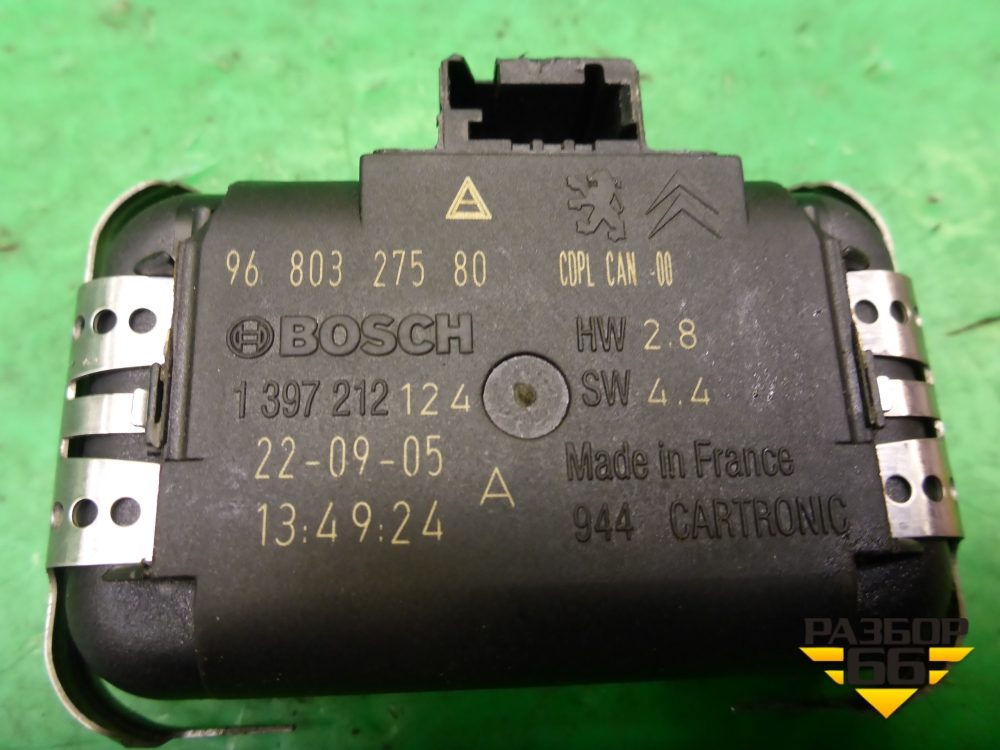 96 803 275 80
CDPL CAN -00
BOSCH
HW 2.8
1 397 212 124
SW 4.4
22-09-05
Made in France
13:49:24
A
944 CARTRONIC
РАЗБОР
66